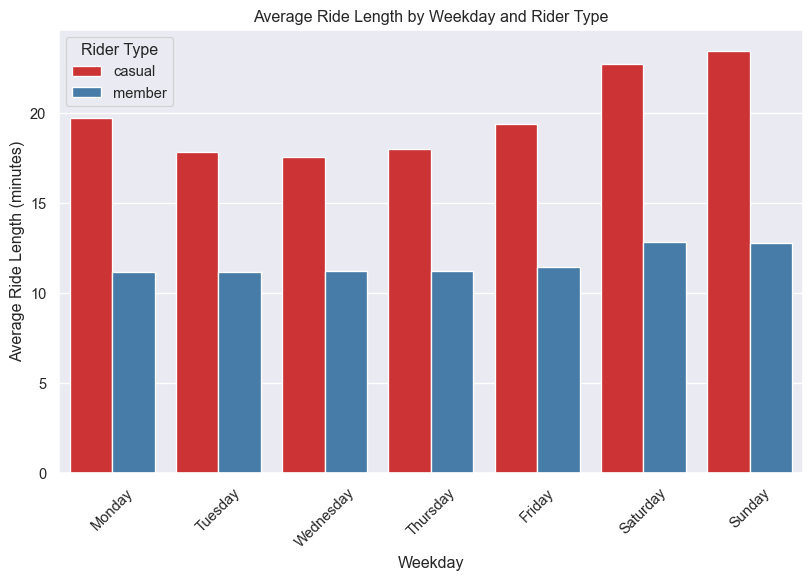 Average Ride Length by Weekday and Rider Type
Rider Type
casual
member
Average Ride Length (minutes)
20
15
10
5
0
Monday
Tuesday
Wednesday
Thursday
Friday
Saturday
Sunday
Weekday